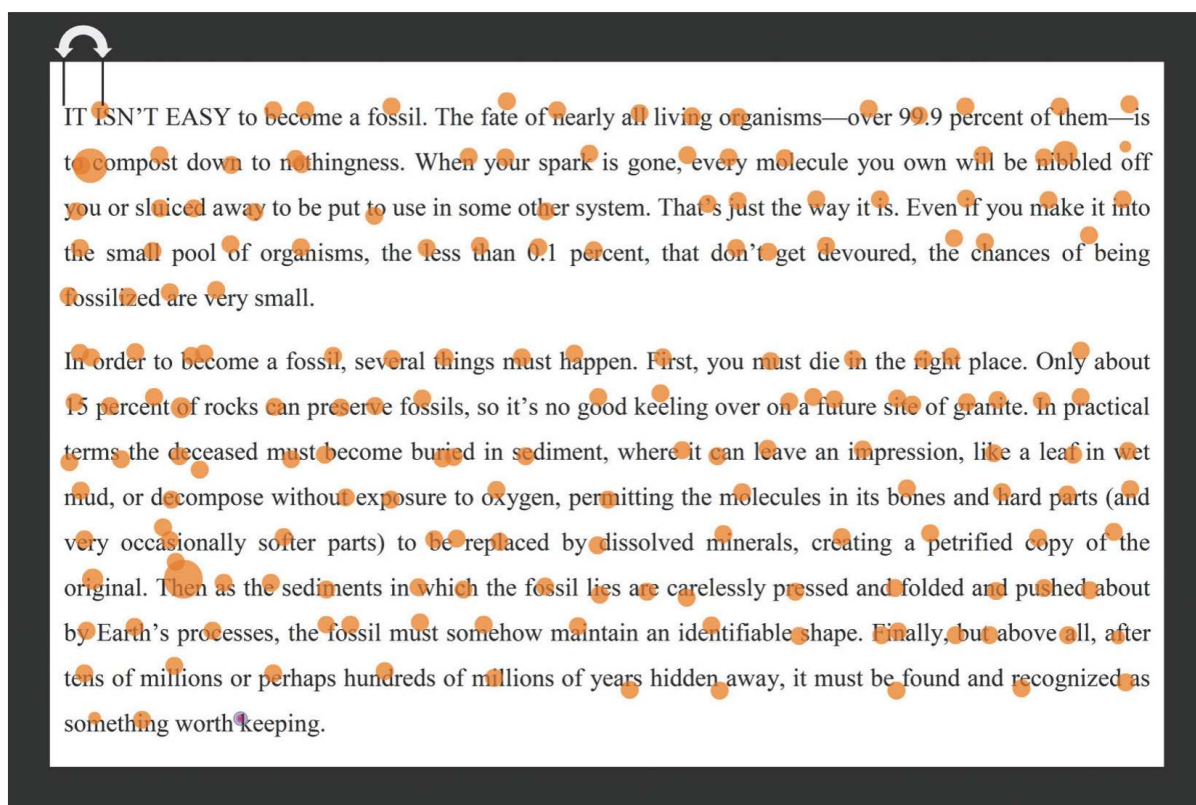 IT ISN'T EASY to become a fossil. The fate of nearly all living organisms—over 99.9 percent of them—is
to compost down to nothingness. When your spark is gone, every molecule you own will be nibbled off
you or sluiced away to be put to use in some other system. That's just the way it is. Even if you make it into
the small pool of organisms, the less than 0.1 percent, that don't get devoured, the chances of being
fossilized are very small.
In order to become a fossil, several things must happen. First, you must die in the right place. Only about
15 percent of rocks can preserve fossils, so it's no good keeling over on a future site of granite. In practical
terms the deceased must become buried in sediment, where it can leave an impression, like a leaf in wet
mud, or decompose without exposure to oxygen, permitting the molecules in its bones and hard parts (and
very occasionally softer parts) to be replaced by dissolved minerals, creating a petrified copy of the
original. Then as the sediments in which the fossil lies are carelessly pressed and folded and pushed about
by Earth's processes, the fossil must somehow maintain an identifiable shape. Finally, but above all, after
tens of millions or perhaps hundreds of millions of years hidden away, it must be found and recognized as
something worth keeping.